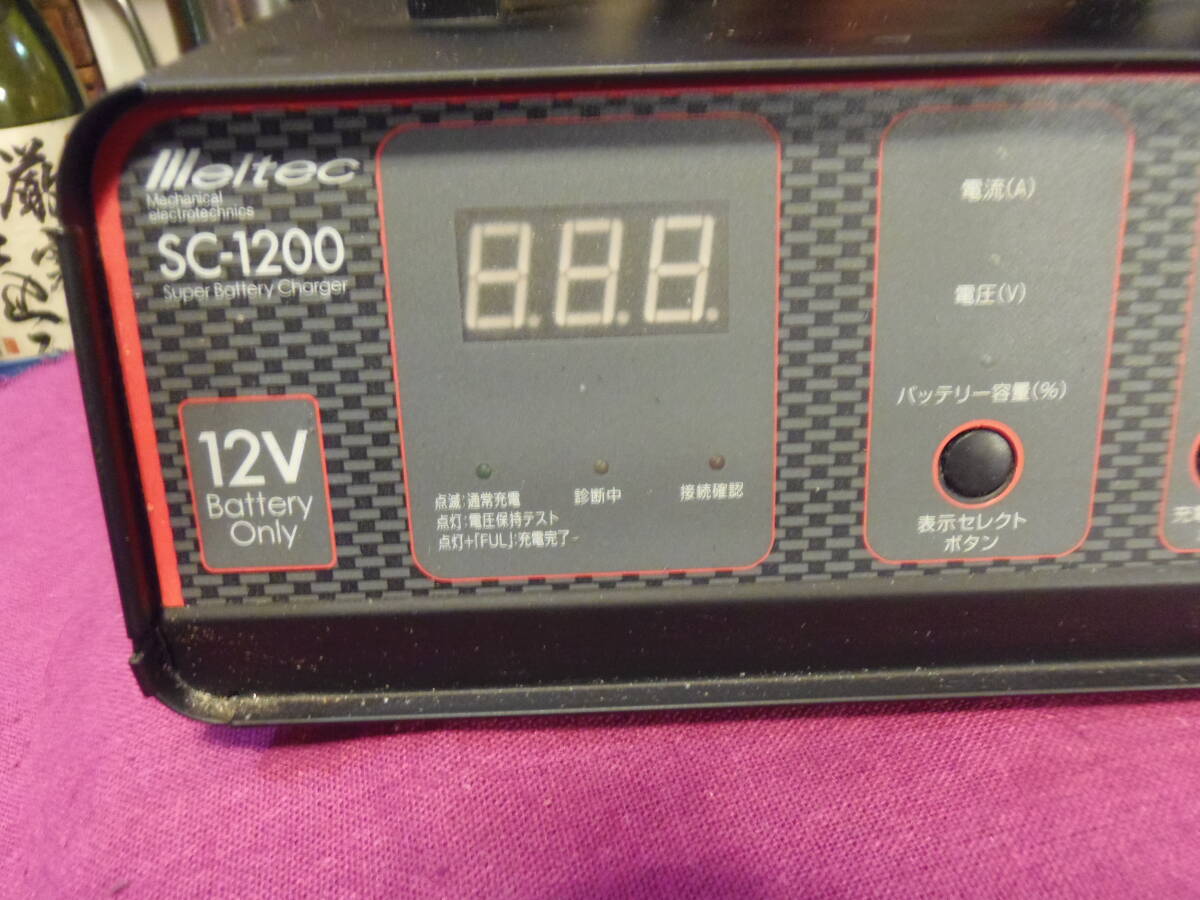 Meltec
Mechanical
electrotechnics
SC-1200
Super Battery Charger
12V
Battery
Only
8.8.8.
点滅:通常充電
点灯:電圧保持テスト
点灯+「FUL」:充電完了
診断中
接続確認
電流(A)
電圧(V)
バッテリー容量(%)
表示セレクト
ボタン